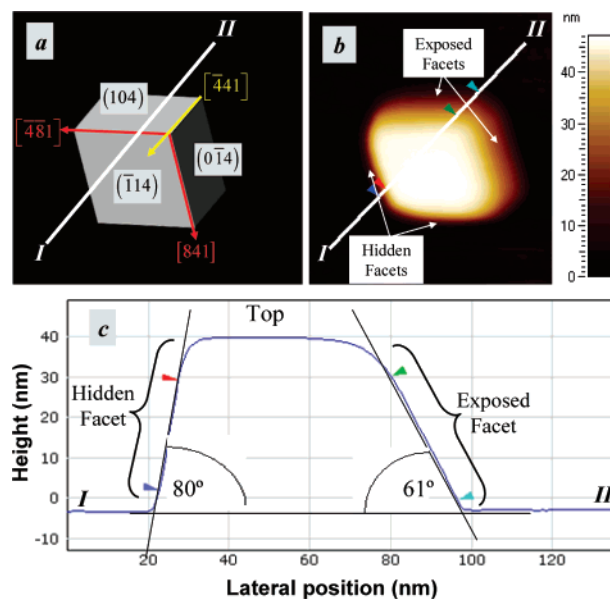 a
II
(104)
[4̄41]
[4̄8̄1]
(01̄4)
(1̄14)
I
[841]
b
Exposed
Facets
II
I
Hidden
Facets
nm
40
30
20
10
0
c
Top
40
30
20
10
0
-10
Height (nm)
Hidden
Facet
Exposed
Facet
80º
61º
I
II
20
40
60
80
100
120
Lateral position (nm)